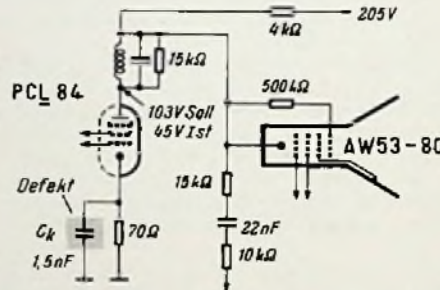 205V
4kΩ
15kΩ
PCL 84
103V Soll
45V Ist
500kΩ
AW53-80
Defekt
Ck
1,5nF
70Ω
15kΩ
22nF
10kΩ